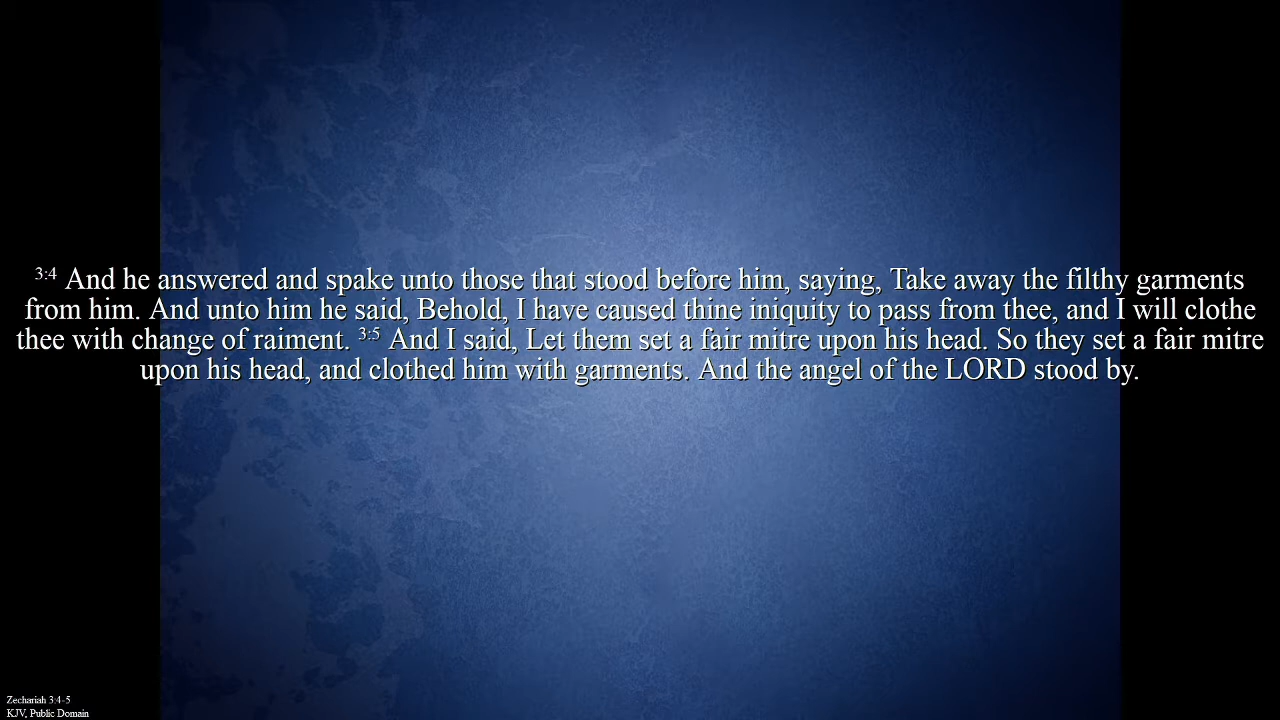 3:4 And he answered and spake unto those that stood before him, saying, Take away the filthy garments
from him. And unto him he said, Behold, I have caused thine iniquity to pass from thee, and I will clothe
thee with change of raiment. 3:5 And I said, Let them set a fair mitre upon his head. So they set a fair mitre
upon his head, and clothed him with garments. And the angel of the LORD stood by.
Zechariah 3:4-5
KJV, Public Domain